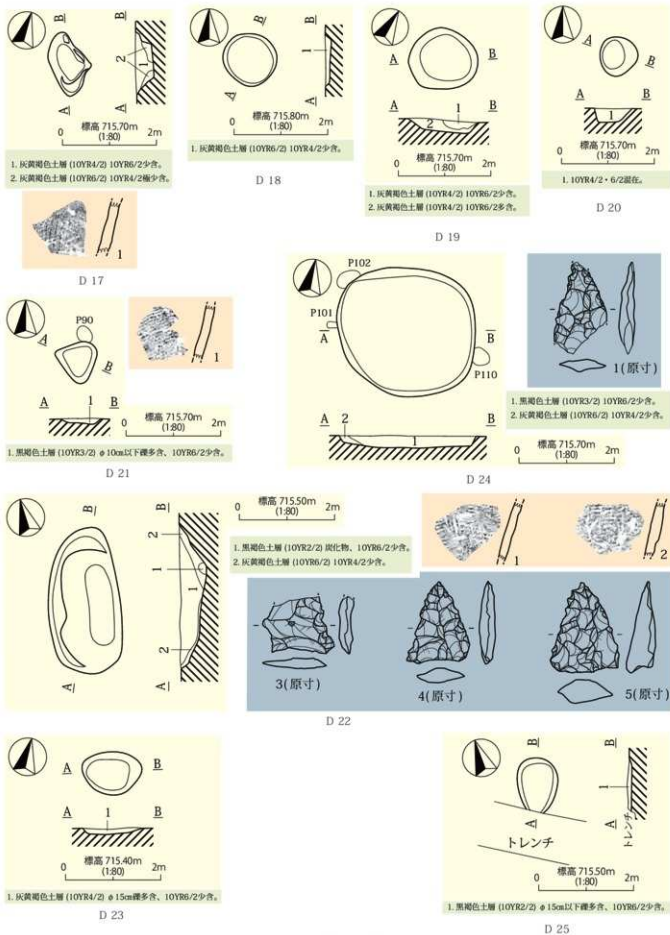 B
A
B
2
1
A
標高 715.70m
0 (1:80) 2m
1. 灰黄褐色土層 (10YR4/2) 10YR6/2少含。
2. 灰黄褐色土層 (10YR6/2) 10YR4/2極少含。
1
D 17
B
A
B
1
A
標高 715.80m
0 (1:80) 2m
1. 灰黄褐色土層 (10YR6/2) 10YR4/2少含。
D 18
A B
A 1 B
2
標高 715.70m
0 (1:80) 2m
1. 灰黄褐色土層 (10YR4/2) 10YR6/2少含。
2. 灰黄褐色土層 (10YR4/2) 10YR6/2多含。
D 19
A
B
A B
1
標高 715.70m
0 (1:80) 2m
1. 10YR4/2・6/2混在。
D 20
P90
A
B
A 1 B
1
標高 715.70m
0 (1:80) 2m
1. 黒褐色土層 (10YR3/2) φ10cm以下礫多含、10YR6/2少含。
D 21
P102
P101
A
B
P110
A 2 B
1
1(原寸)
1. 黒褐色土層 (10YR3/2) 10YR6/2少含。
2. 灰黄褐色土層 (10YR6/2) 10YR4/2少含。
標高 715.70m
0 (1:80) 2m
D 24
B
A
B
2
1
1
2
A
標高 715.50m
0 (1:80) 2m
1. 黒褐色土層 (10YR2/2) 炭化物、10YR6/2少含。
2. 灰黄褐色土層 (10YR6/2) 10YR4/2少含。
1
2
3(原寸)
4(原寸)
5(原寸)
D 22
A B
A 1 B
標高 715.40m
0 (1:80) 2m
1. 灰黄褐色土層 (10YR4/2) φ15cm礫多含、10YR6/2少含。
D 23
B
A
トレンチ
B
1
A
トレンチ
標高 715.50m
0 (1:80) 2m
1. 黒褐色土層 (10YR2/2) φ15cm以下礫多含、10YR6/2少含。
D 25